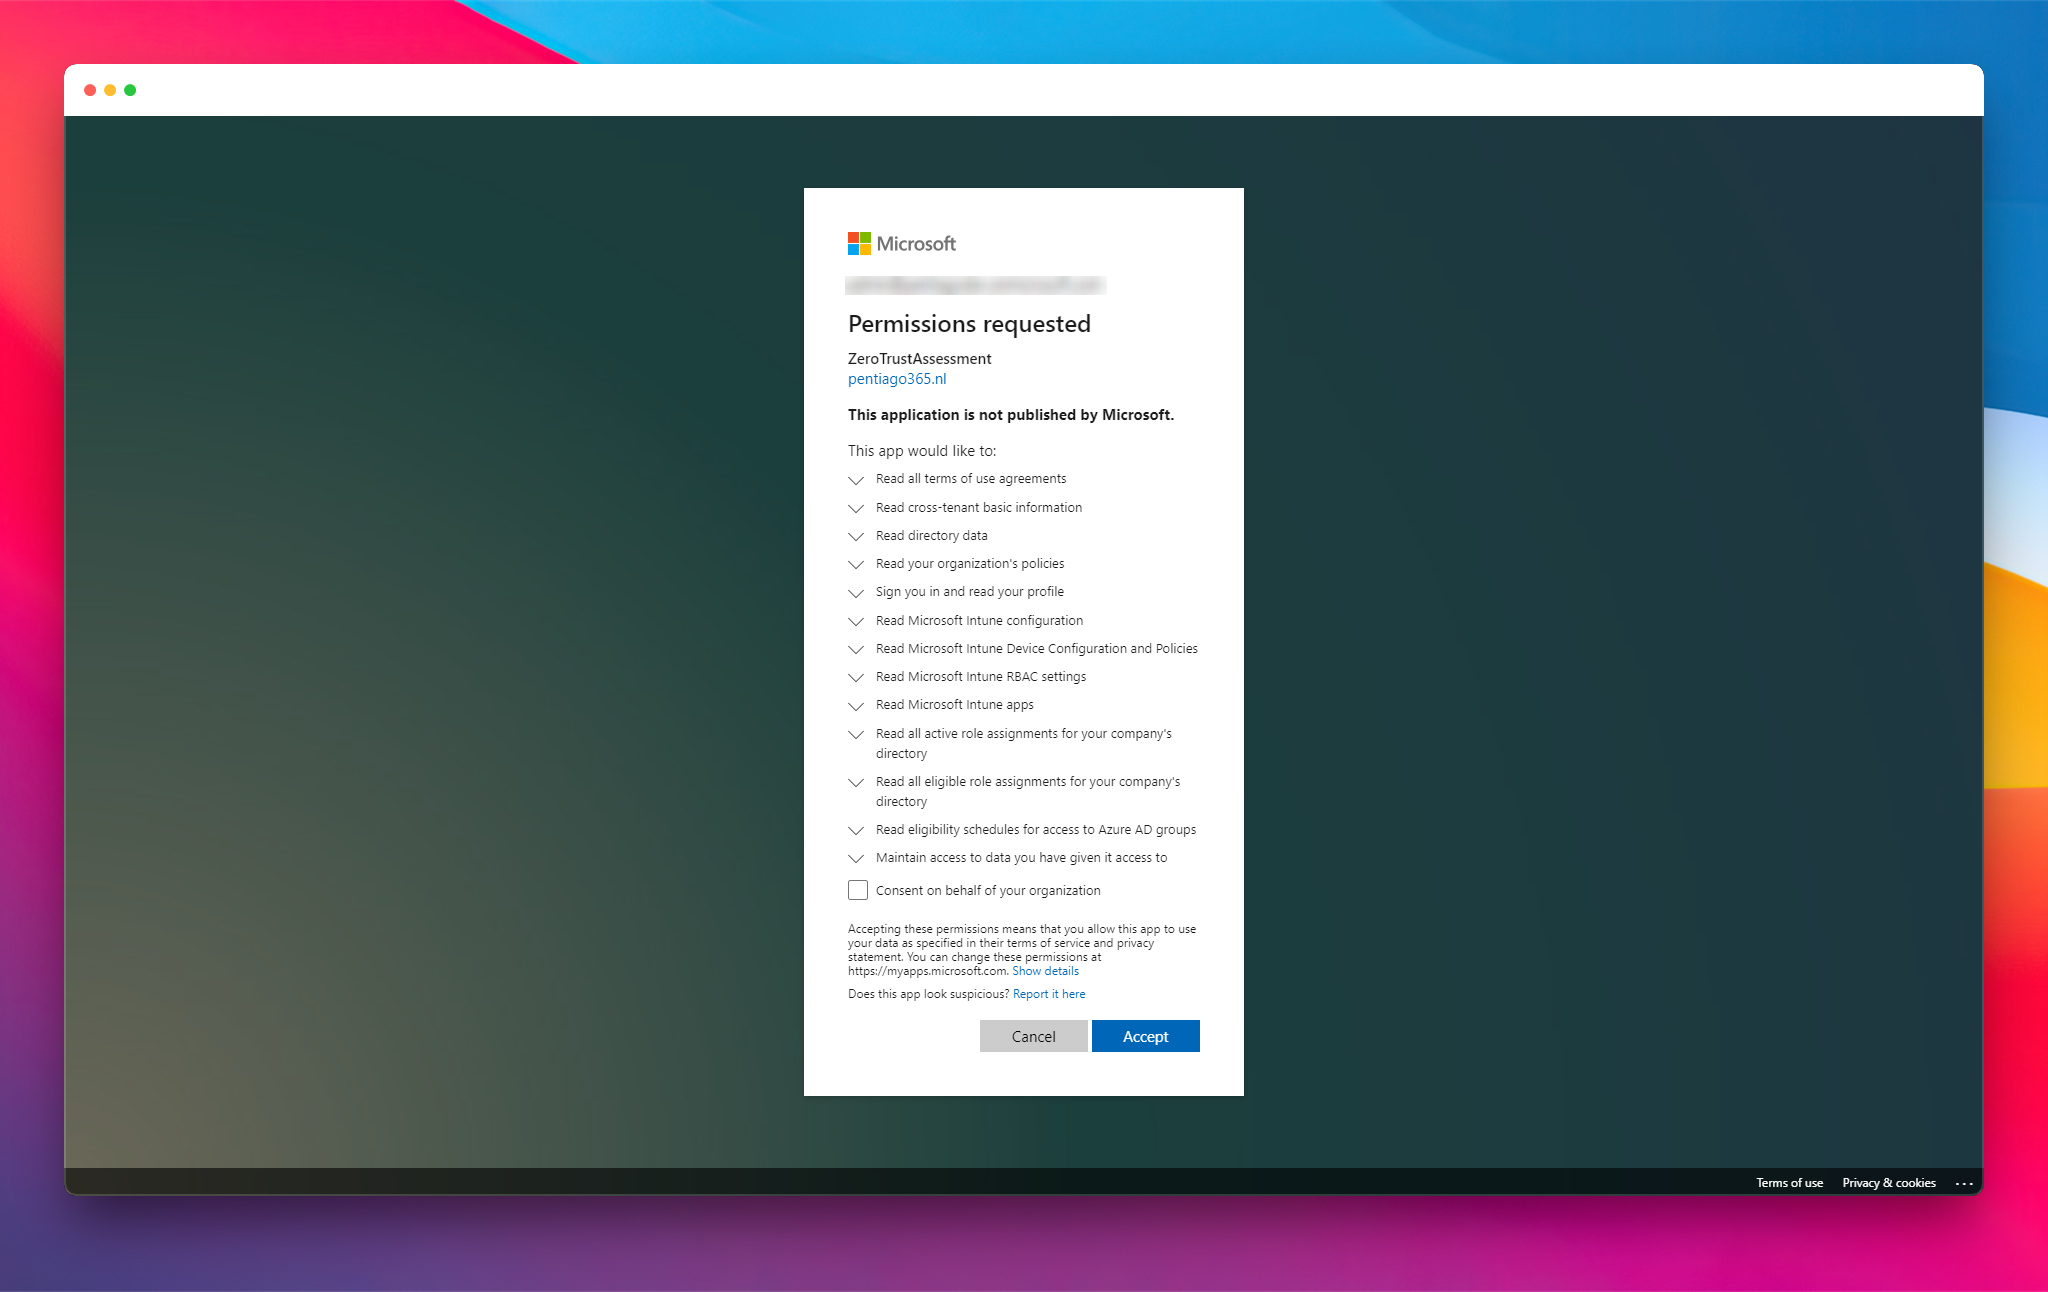 Microsoft
Permissions requested
ZeroTrustAssessment
pentiago365.nl
This application is not published by Microsoft.
This app would like to:
Read all terms of use agreements
Read cross-tenant basic information
Read directory data
Read your organization's policies
Sign you in and read your profile
Read Microsoft Intune configuration
Read Microsoft Intune Device Configuration and Policies
Read Microsoft Intune RBAC settings
Read Microsoft Intune apps
Read all active role assignments for your company's
directory
Read all eligible role assignments for your company's
directory
Read eligibility schedules for access to Azure AD groups
Maintain access to data you have given it access to
Consent on behalf of your organization
Accepting these permissions means that you allow this app to use
your data as specified in their terms of service and privacy
statement. You can change these permissions at
https://myapps.microsoft.com. Show details
Does this app look suspicious? Report it here
Cancel Accept
Terms of use Privacy & cookies ...